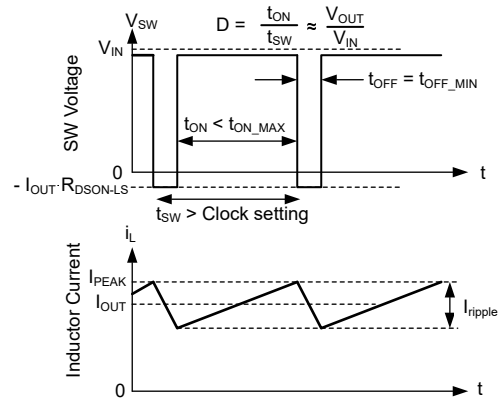 V_SW
D = t_ON / t_SW ≈ V_OUT / V_IN
V_IN
SW Voltage
t_OFF = t_OFF_MIN
t_ON < t_ON_MAX
0
t
- I_OUT·R_DSON-LS
t_SW > Clock setting
i_L
Inductor Current
I_PEAK
I_OUT
I_ripple
0
t